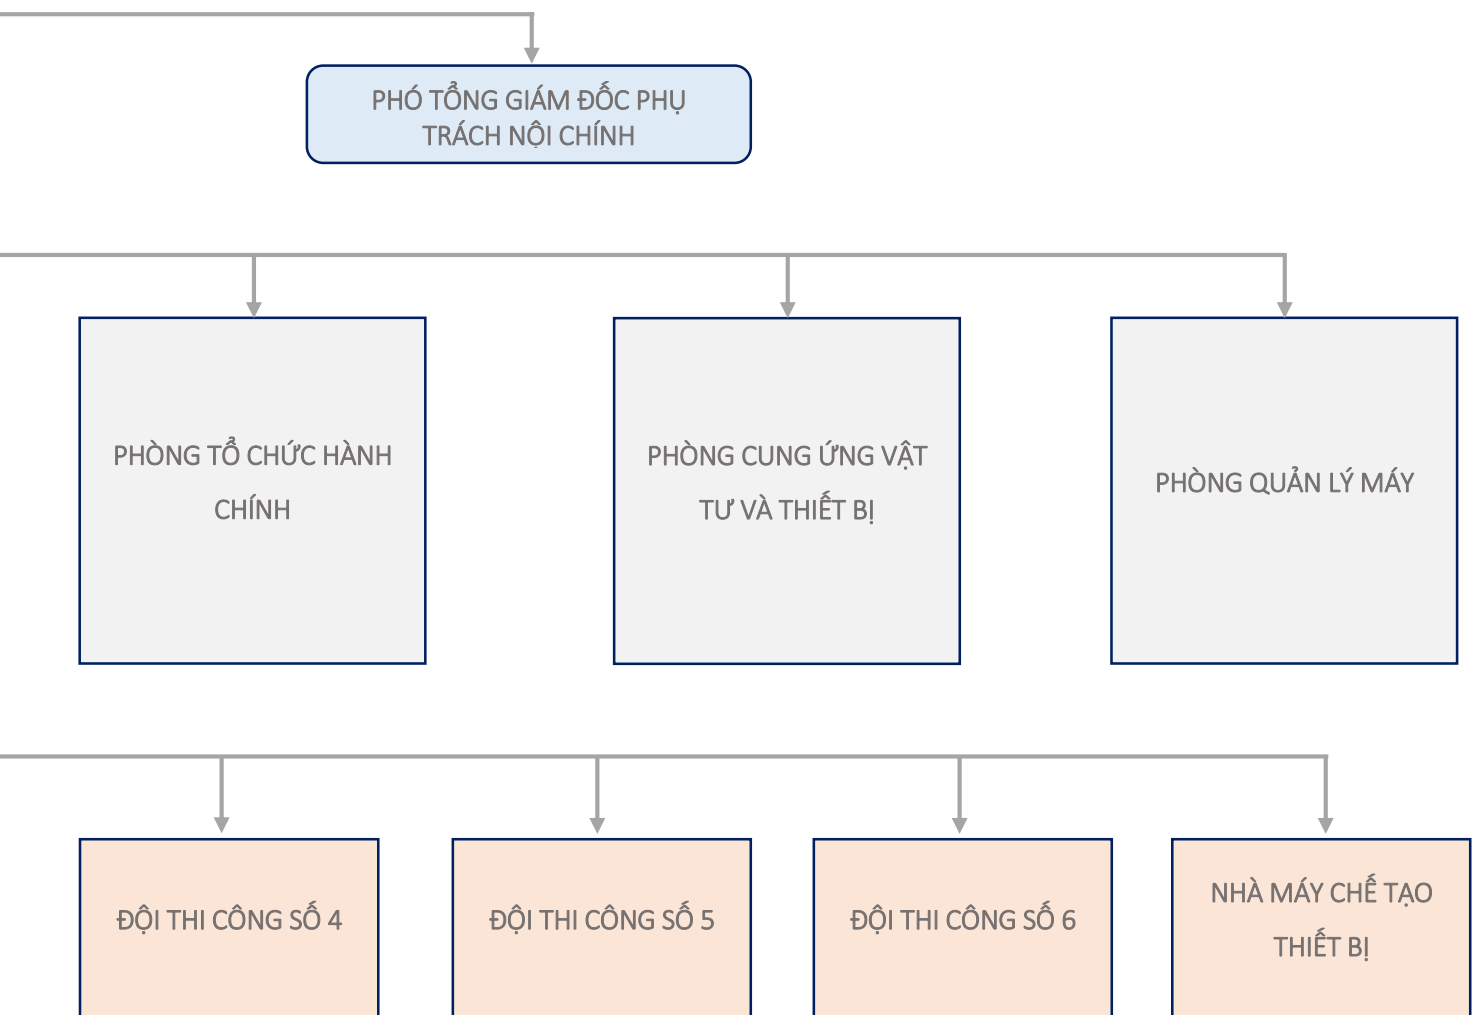 PHÓ TỔNG GIÁM ĐỐC PHỤ
TRÁCH NỘI CHÍNH
PHÒNG TỔ CHỨC HÀNH
CHÍNH
PHÒNG CUNG ỨNG VẬT
TƯ VÀ THIẾT BỊ
PHÒNG QUẢN LÝ MÁY
ĐỘI THI CÔNG SỐ 4
ĐỘI THI CÔNG SỐ 5
ĐỘI THI CÔNG SỐ 6
NHÀ MÁY CHẾ TẠO
THIẾT BỊ